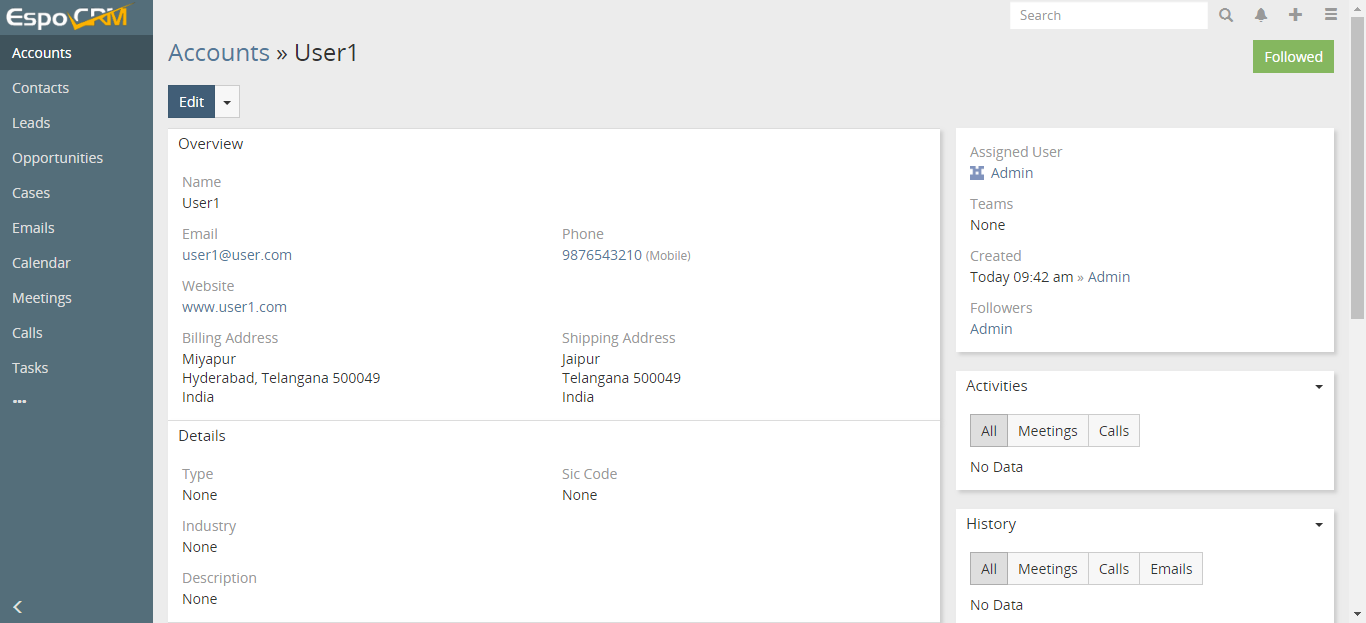 EspoCRM
Search
Accounts
Contacts
Leads
Opportunities
Cases
Emails
Calendar
Meetings
Calls
Tasks
Accounts » User1
Followed
Edit
Overview
Name
User1
Email
user1@user.com
Phone
9876543210 (Mobile)
Website
www.user1.com
Billing Address
Miyapur
Hyderabad, Telangana 500049
India
Shipping Address
Jaipur
Telangana 500049
India
Details
Type
None
Sic Code
None
Industry
None
Description
None
Assigned User
Admin
Teams
None
Created
Today 09:42 am » Admin
Followers
Admin
Activities
All Meetings Calls
No Data
History
All Meetings Calls Emails
No Data